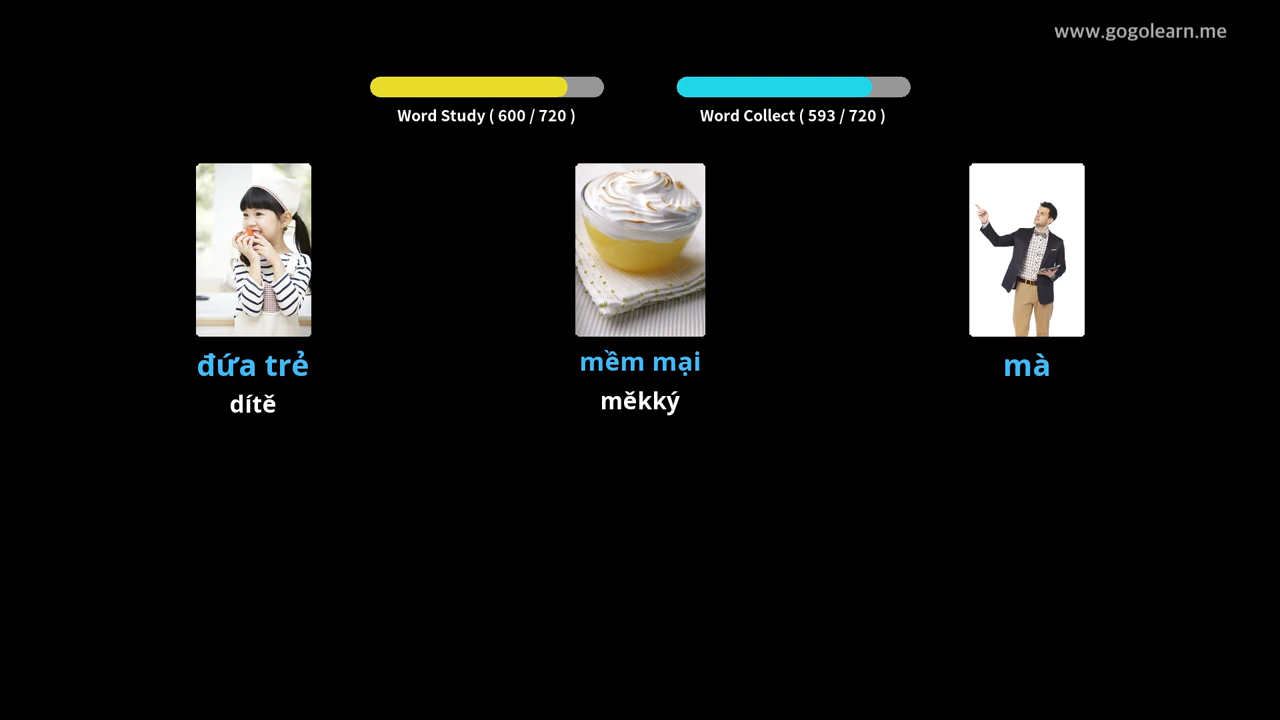 www.gogolearn.me
Word Study ( 600 / 720 )
Word Collect ( 593 / 720 )
đứa trẻ
dítě
mềm mại
měkký
mà